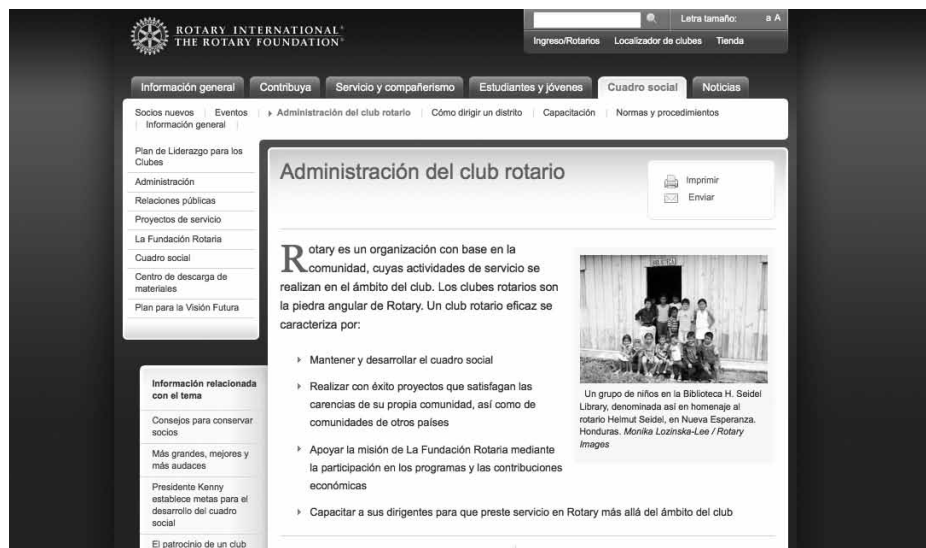 ROTARY INTERNATIONAL®
THE ROTARY FOUNDATION®
Letra tamaño: a A
Ingreso/Rotarios Localizador de clubes Tienda
Información general Contribuya Servicio y compañerismo Estudiantes y jóvenes Cuadro social Noticias
Socios nuevos Eventos Administración del club rotario Cómo dirigir un distrito Capacitación Normas y procedimientos
Información general
Plan de Liderazgo para los
Clubes
Administración
Relaciones públicas
Proyectos de servicio
La Fundación Rotaria
Cuadro social
Centro de descarga de
materiales
Plan para la Visión Futura
Información relacionada
con el tema
Consejos para conservar
socios
Más grandes, mejores y
más audaces
Presidente Kenny
establece metas para el
desarrollo del cuadro
social
El patrocinio de un club
Administración del club rotario
Imprimir
Enviar
Rotary es un organización con base en la
comunidad, cuyas actividades de servicio se
realizan en el ámbito del club. Los clubes rotarios son
la piedra angular de Rotary. Un club rotario eficaz se
caracteriza por:
Mantener y desarrollar el cuadro social
Realizar con éxito proyectos que satisfagan las
carencias de su propia comunidad, así como de
comunidades de otros países
Apoyar la misión de La Fundación Rotaria mediante
la participación en los programas y las contribuciones
económicas
Capacitar a sus dirigentes para que preste servicio en Rotary más allá del ámbito del club
Un grupo de niños en la Biblioteca H. Seidel
Library, denominada así en homenaje al
rotario Helmut Seidel, en Nueva Esperanza.
Honduras. Monika Lozinska-Lee / Rotary
Images